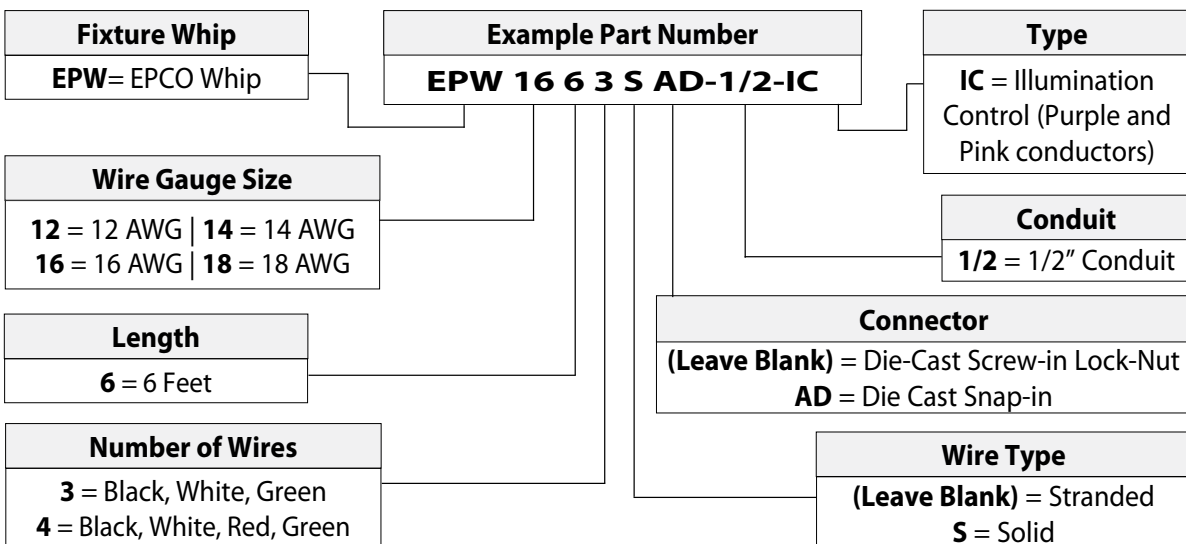 Fixture Whip
EPW= EPCO Whip
Example Part Number
EPW 16 6 3 S AD-1/2-IC
Type
IC = Illumination
Control (Purple and
Pink conductors)
Wire Gauge Size
12 = 12 AWG | 14 = 14 AWG
16 = 16 AWG | 18 = 18 AWG
Conduit
1/2 = 1/2” Conduit
Length
6 = 6 Feet
Connector
(Leave Blank) = Die-Cast Screw-in Lock-Nut
AD = Die Cast Snap-in
Number of Wires
3 = Black, White, Green
4 = Black, White, Red, Green
Wire Type
(Leave Blank) = Stranded
S = Solid